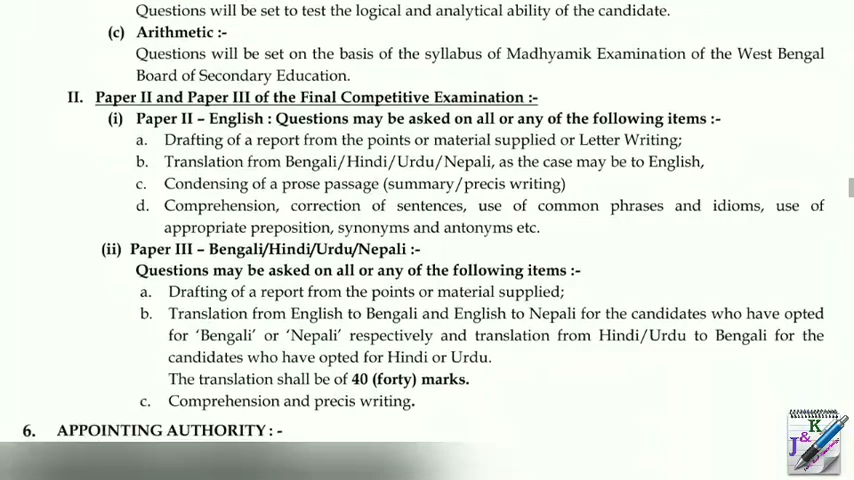 Questions will be set to test the logical and analytical ability of the candidate.
(c) Arithmetic :-
Questions will be set on the basis of the syllabus of Madhyamik Examination of the West Bengal
Board of Secondary Education.
II. Paper II and Paper III of the Final Competitive Examination :-
(i) Paper II – English : Questions may be asked on all or any of the following items :-
a. Drafting of a report from the points or material supplied or Letter Writing;
b. Translation from Bengali/Hindi/Urdu/Nepali, as the case may be to English,
c. Condensing of a prose passage (summary/precis writing)
d. Comprehension, correction of sentences, use of common phrases and idioms, use of
appropriate preposition, synonyms and antonyms etc.
(ii) Paper III – Bengali/Hindi/Urdu/Nepali :-
Questions may be asked on all or any of the following items :-
a. Drafting of a report from the points or material supplied;
b. Translation from English to Bengali and English to Nepali for the candidates who have opted
for ‘Bengali’ or ‘Nepali’ respectively and translation from Hindi/Urdu to Bengali for the
candidates who have opted for Hindi or Urdu.
The translation shall be of 40 (forty) marks.
c. Comprehension and precis writing.
6. APPOINTING AUTHORITY : -
J & K